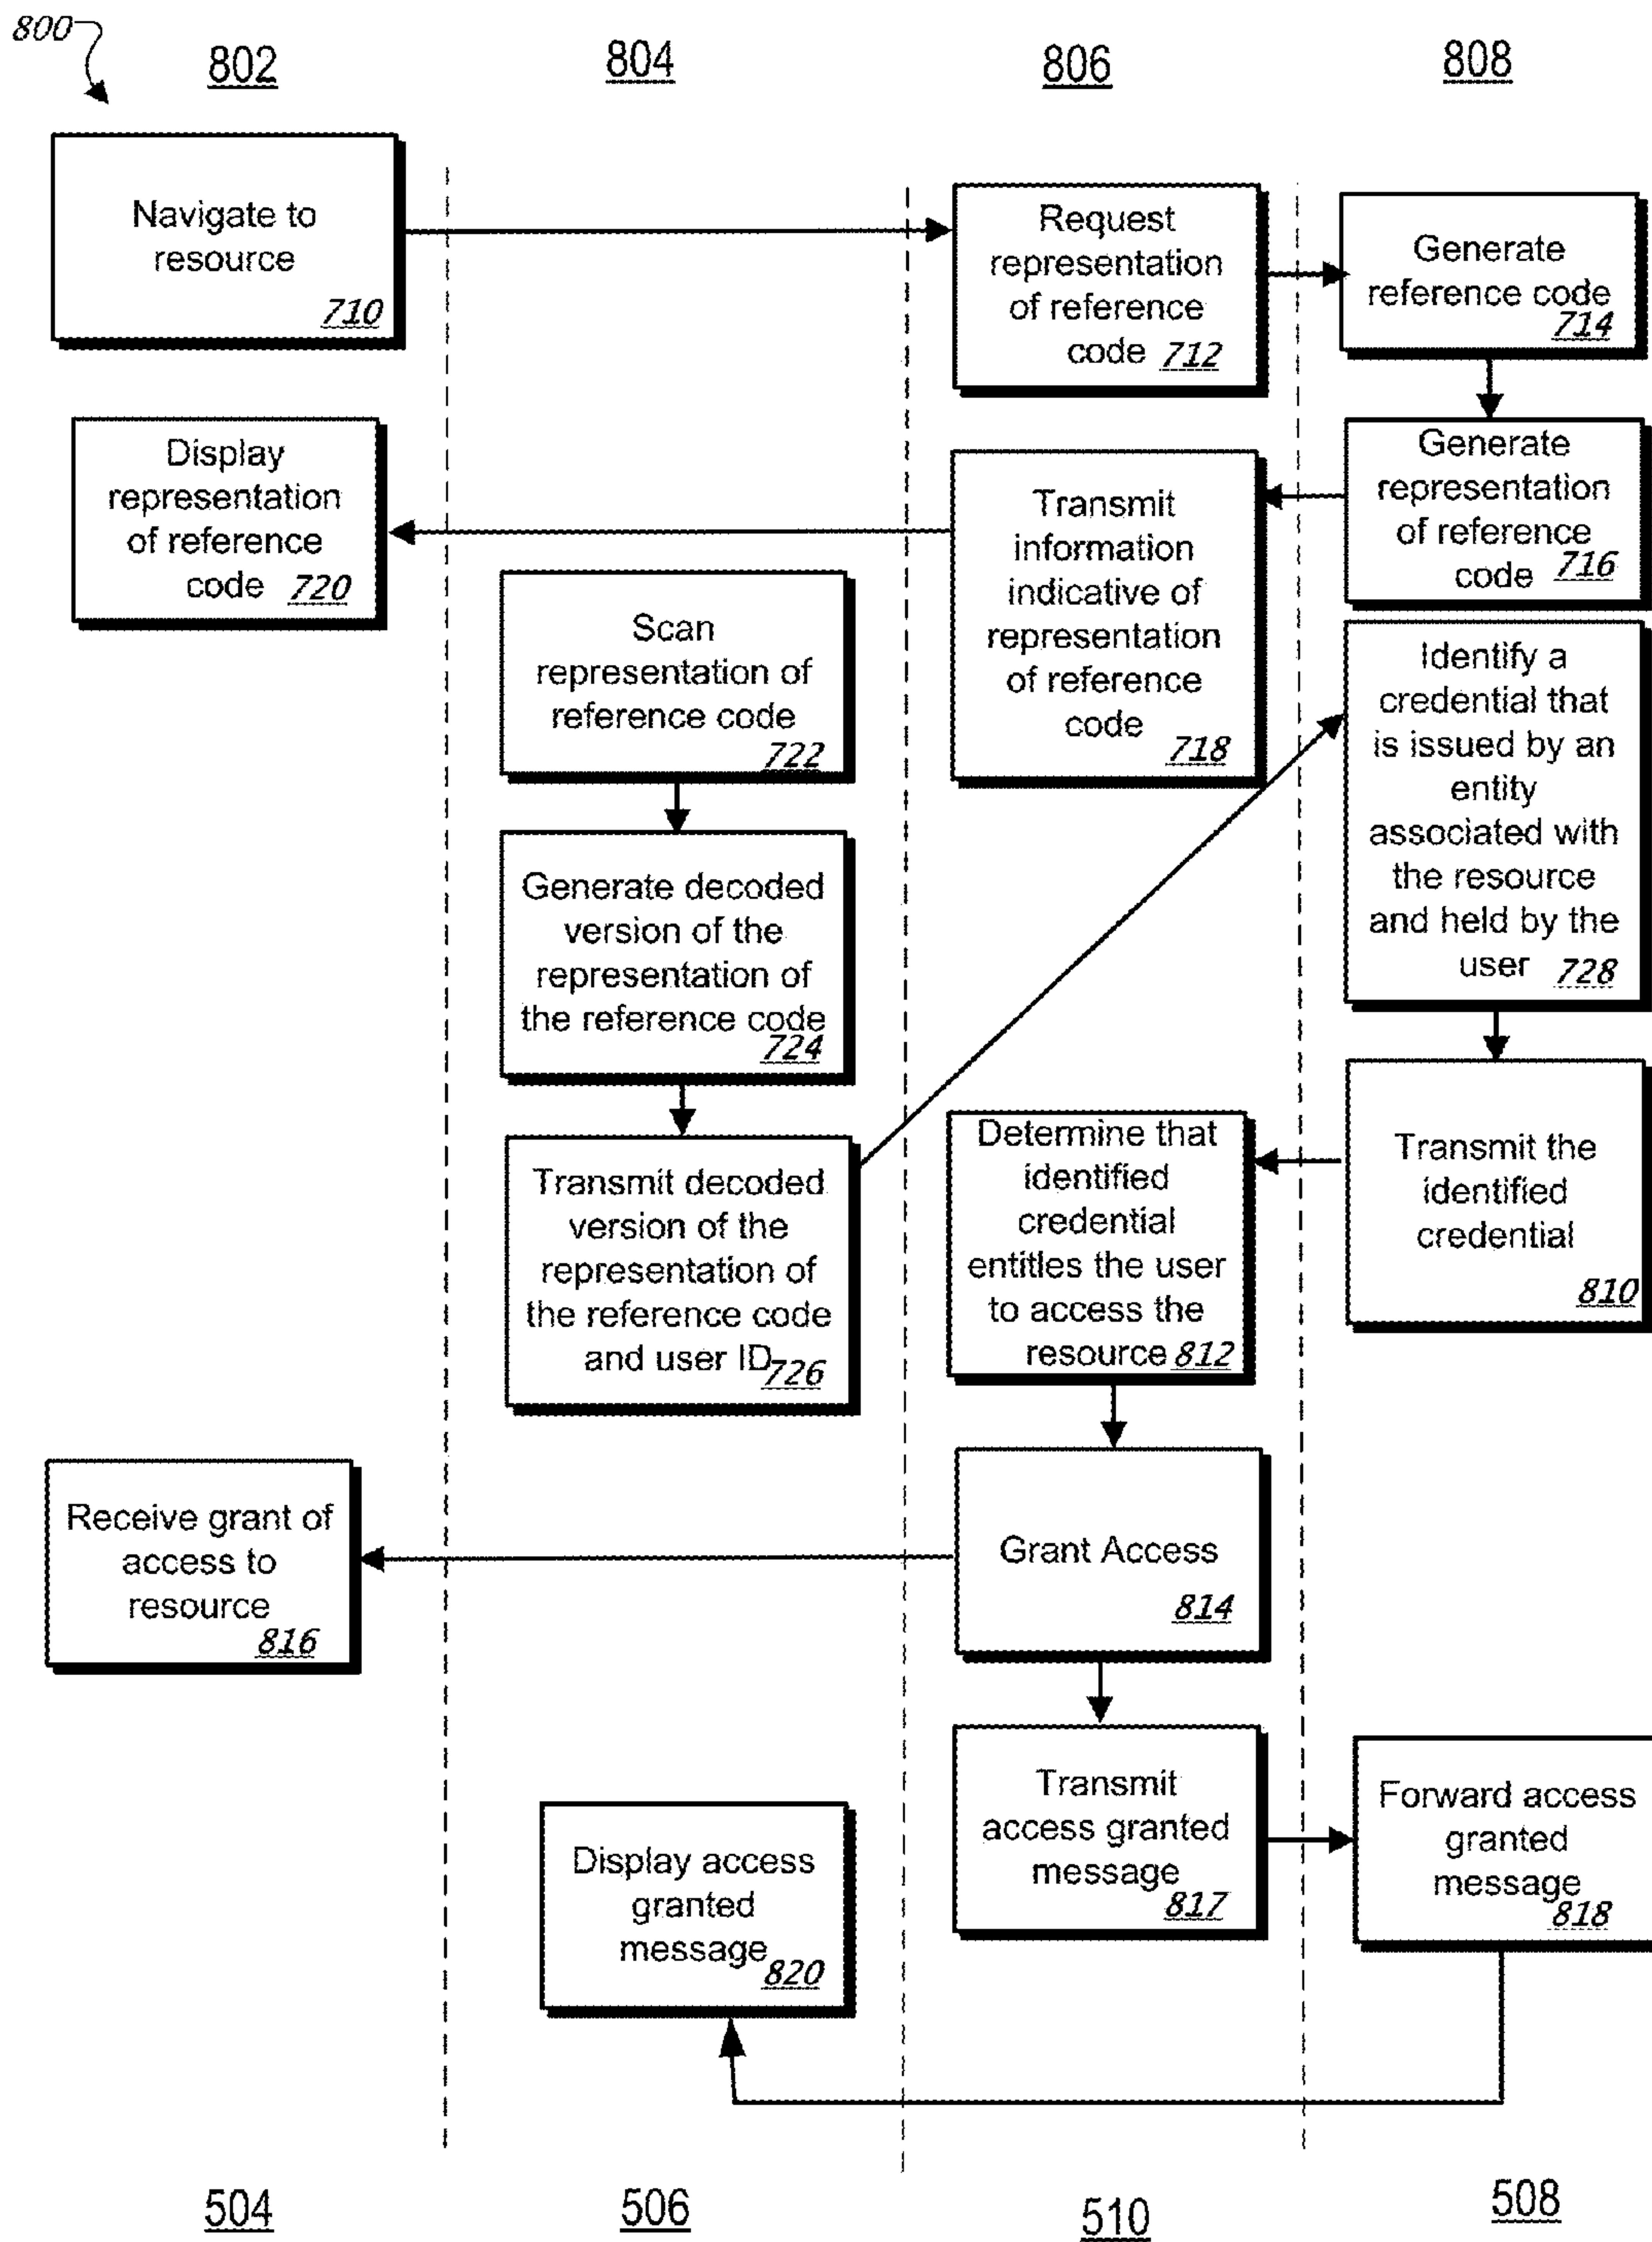 800
802
804
806
808
Navigate to
resource
710
Request
representation
of reference
code 712
Generate
reference code
714
Display
representation
of reference
code 720
Transmit
information
indicative of
representation
of reference
code 718
Generate
representation
of reference
code 716
Scan
representation of
reference code
722
Identify a
credential that
is issued by an
entity
associated with
the resource
and held by the
user 728
Generate decoded
version of the
representation of
the reference code
724
Transmit decoded
version of the
representation of
the reference code
and user ID
726
Determine that
identified
credential
entitles the user
to access the
resource 812
Transmit the
identified
credential
810
Receive grant of
access to
resource
816
Grant Access
814
Display access
granted
message
820
Transmit
access granted
message
817
Forward access
granted
message
818
504
506
510
508